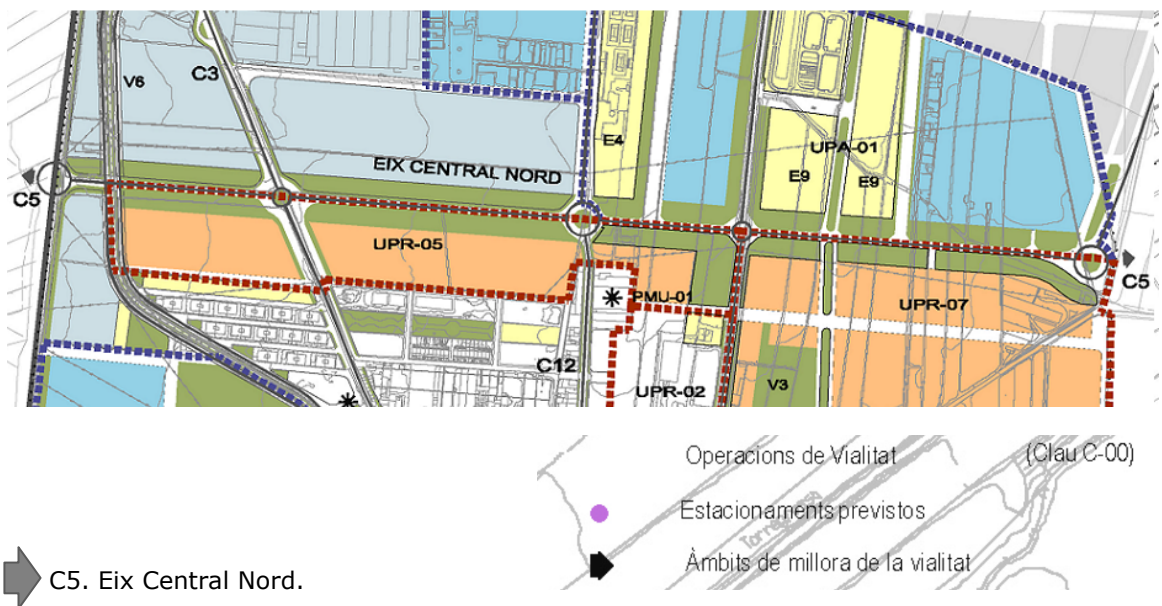 V6
C3
E4
UPA-01
EIX CENTRAL NORD
E9
E9
C5
UPR-05
C5
PMU-01
UPR-07
C12
V3
UPR-02
Operacions de Vialitat
(Clau C-00)
Estacionaments previstos
Àmbits de millora de la vialitat
C5. Eix Central Nord.